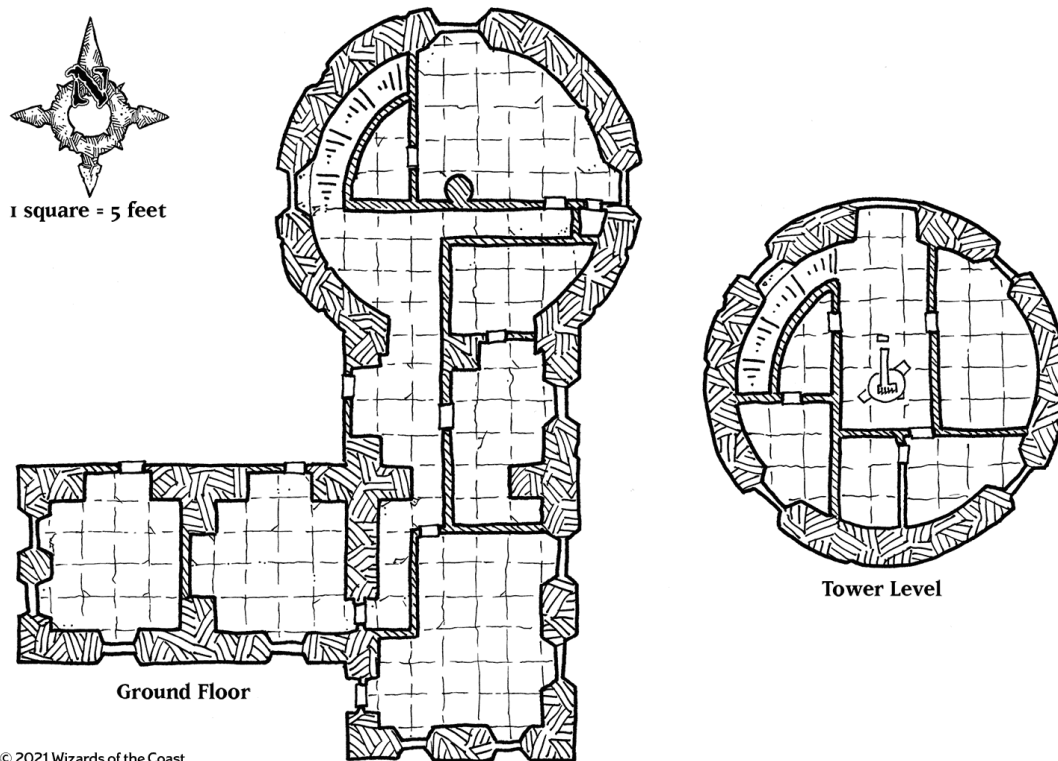 N
1 square = 5 feet
Tower Level
Ground Floor
© 2021 Wizards of the Coast